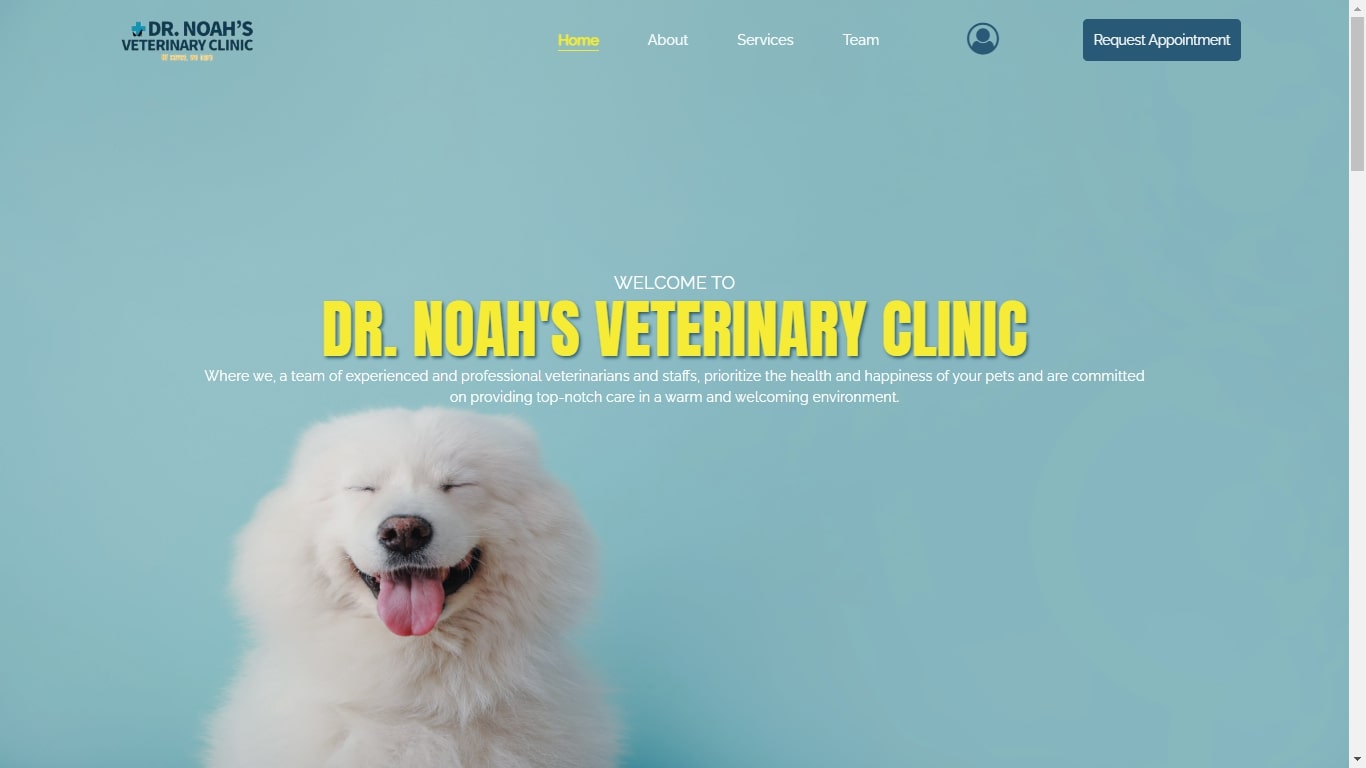 DR. NOAH'S
VETERINARY CLINIC
Home
About
Services
Team
Request Appointment
WELCOME TO
DR. NOAH'S VETERINARY CLINIC
Where we, a team of experienced and professional veterinarians and staffs, prioritize the health and happiness of your pets and are committed
on providing top-notch care in a warm and welcoming environment.